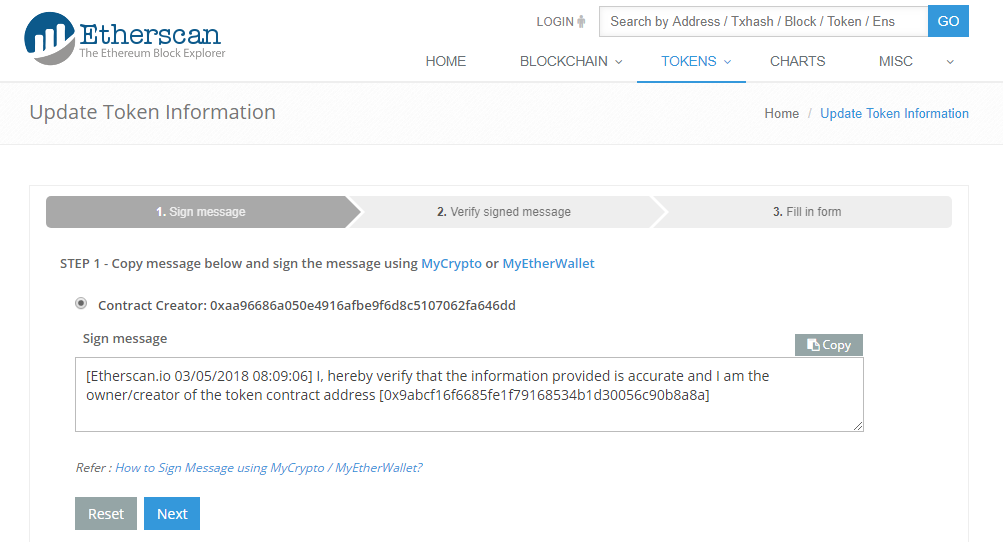 LOGIN
Search by Address / Txhash / Block / Token / Ens
GO
Etherscan
The Ethereum Block Explorer
HOME
BLOCKCHAIN
TOKENS
CHARTS
MISC
Update Token Information
Home / Update Token Information
1. Sign message
2. Verify signed message
3. Fill in form
STEP 1 - Copy message below and sign the message using MyCrypto or MyEtherWallet
Contract Creator: 0xaa96686a050e4916afbe9f6d8c5107062fa646dd
Sign message
Copy
[Etherscan.io 03/05/2018 08:09:06] I, hereby verify that the information provided is accurate and I am the
owner/creator of the token contract address [0x9abcf16f6685fe1f79168534b1d30056c90b8a8a]
Refer : How to Sign Message using MyCrypto / MyEtherWallet?
Reset
Next